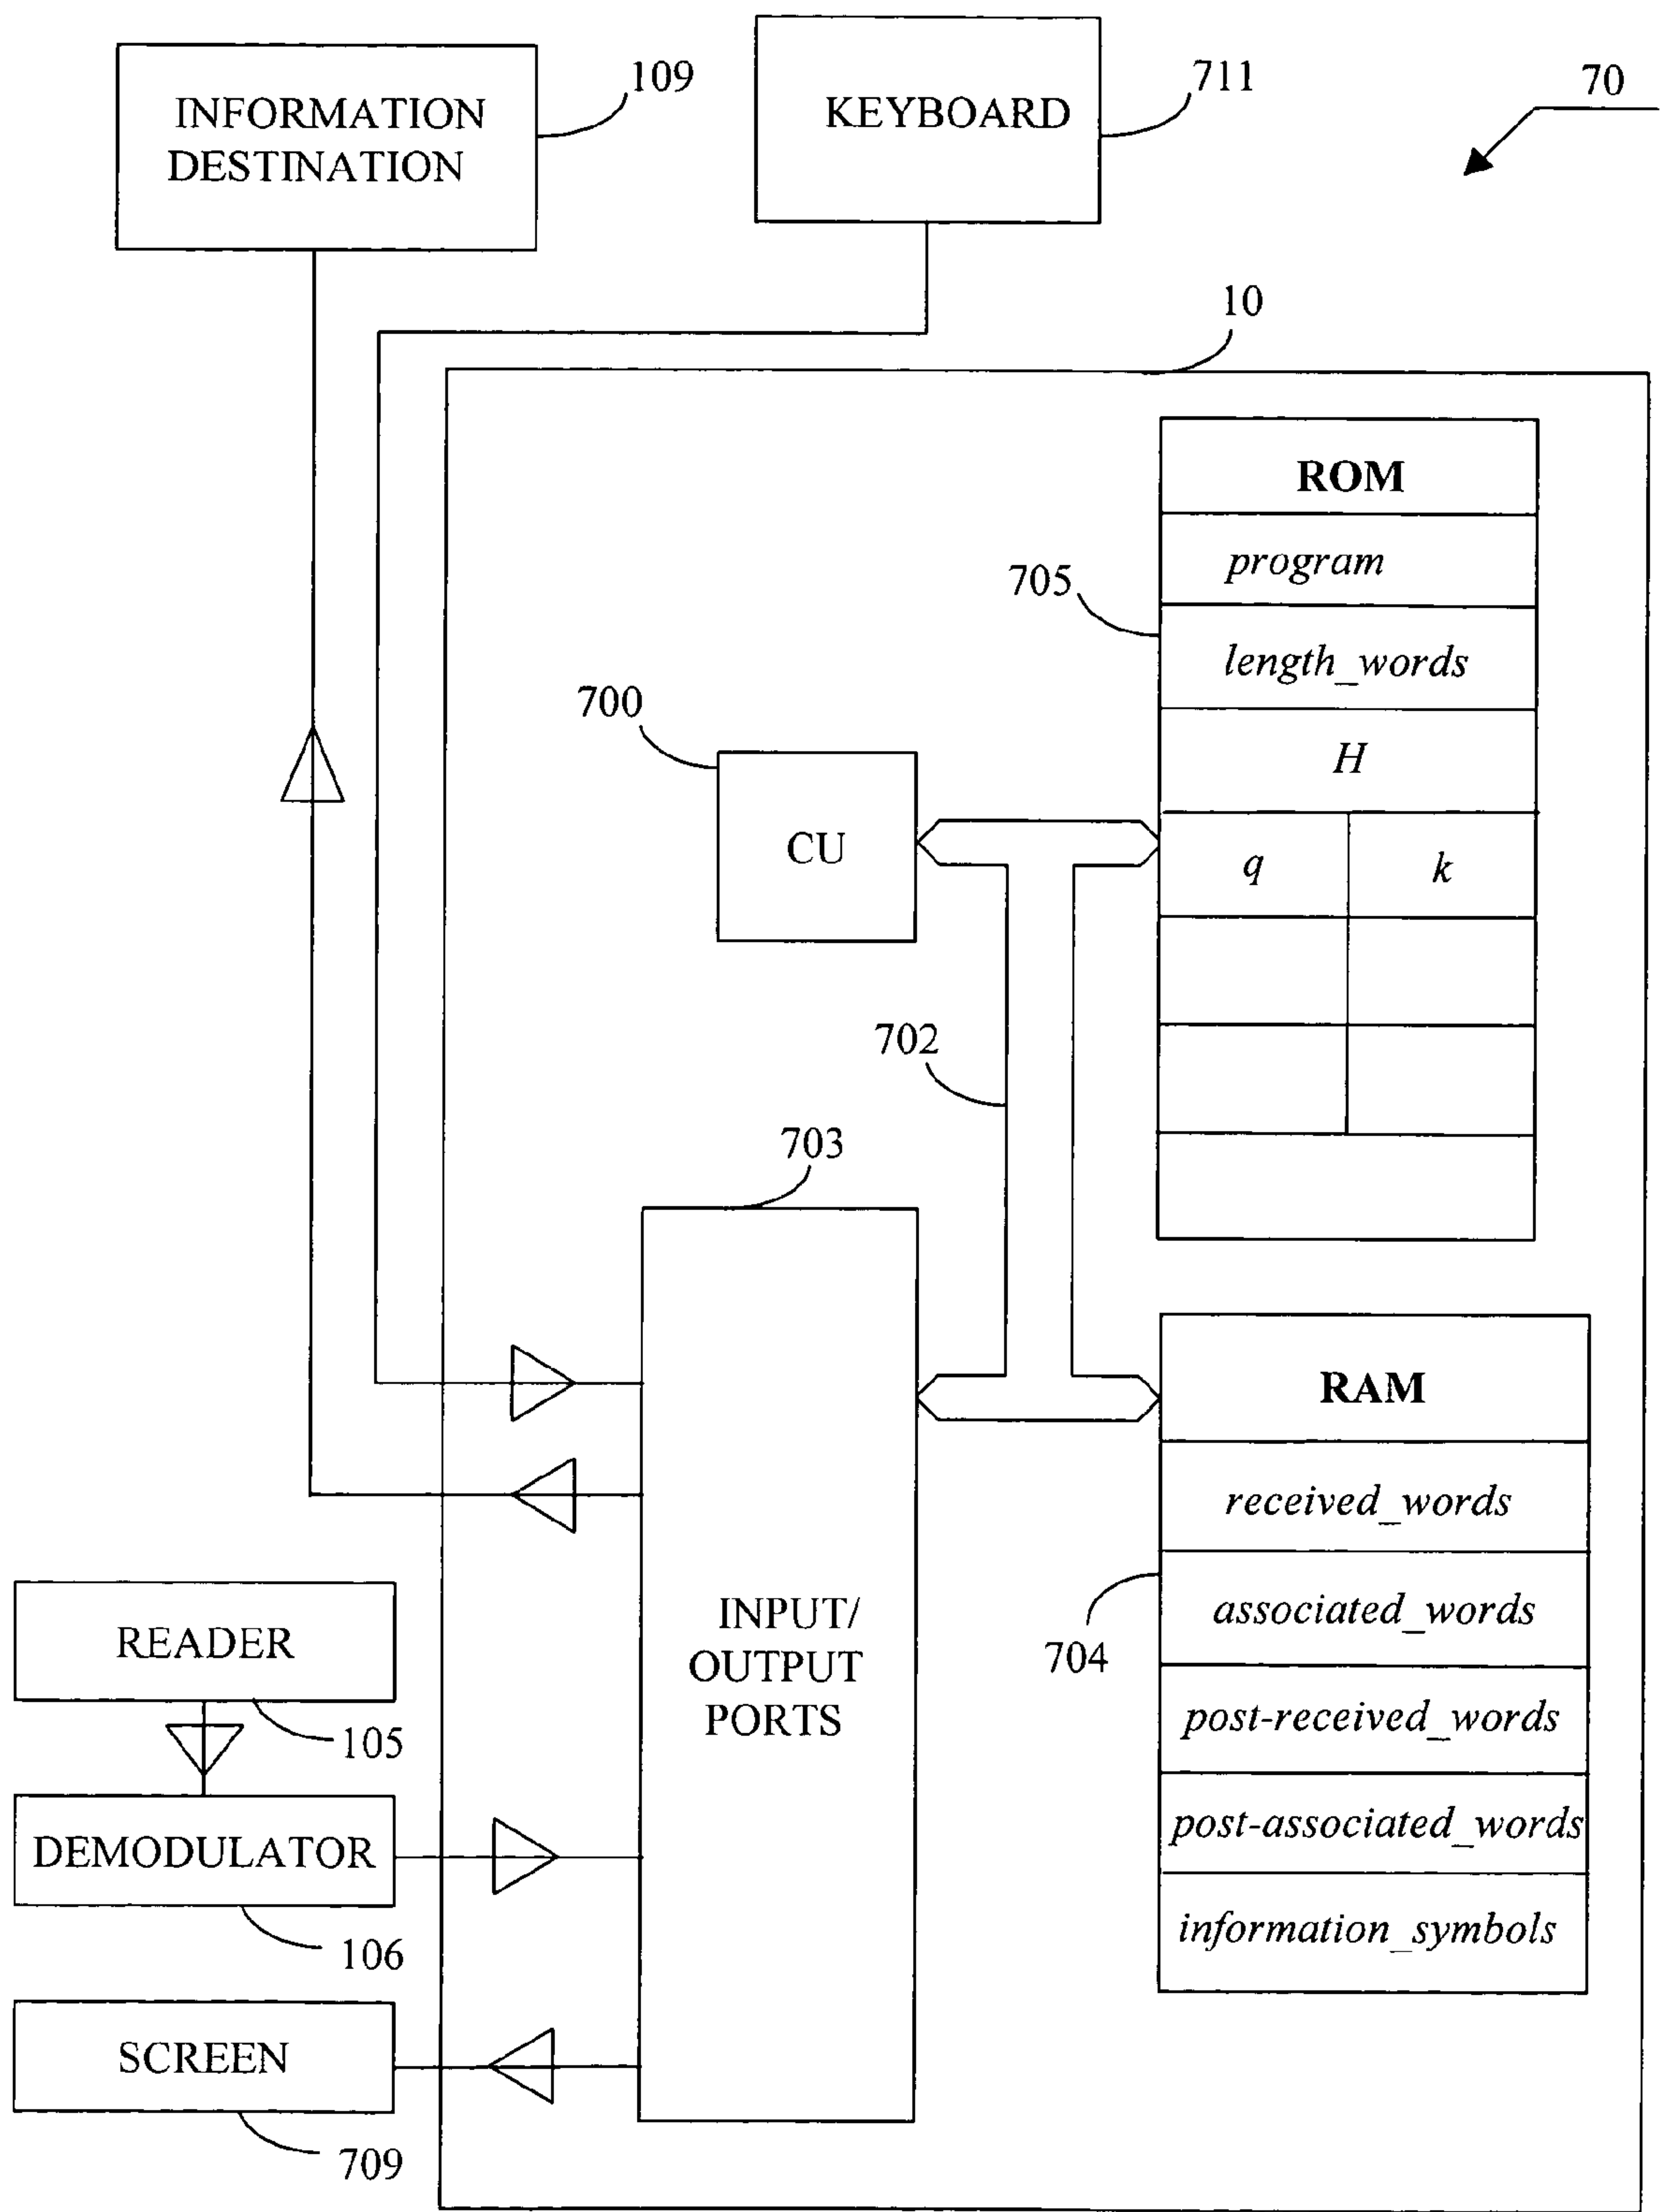 109
711
70
INFORMATION
DESTINATION
KEYBOARD
10
ROM
program
705
length_words
700
H
CU
q k
702
703
RAM
received_words
INPUT/
OUTPUT
PORTS
associated_words
704
READER
post-received_words
105
DEMODULATOR
post-associated_words
106
information_symbols
SCREEN
709